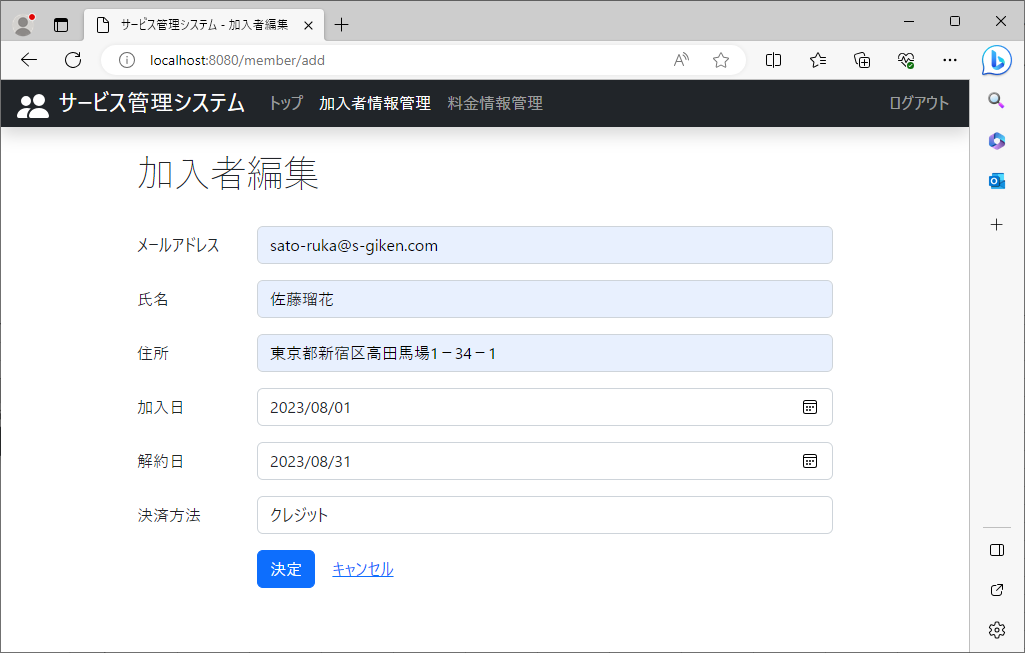 サービス管理システム - 加入者編集
localhost:8080/member/add
サービス管理システム トップ 加入者情報管理 料金情報管理 ログアウト
加入者編集
メールアドレス sato-ruka@s-giken.com
氏名 佐藤瑠花
住所 東京都新宿区高田馬場1－34－1
加入日 2023/08/01
解約日 2023/08/31
決済方法 クレジット
決定 キャンセル